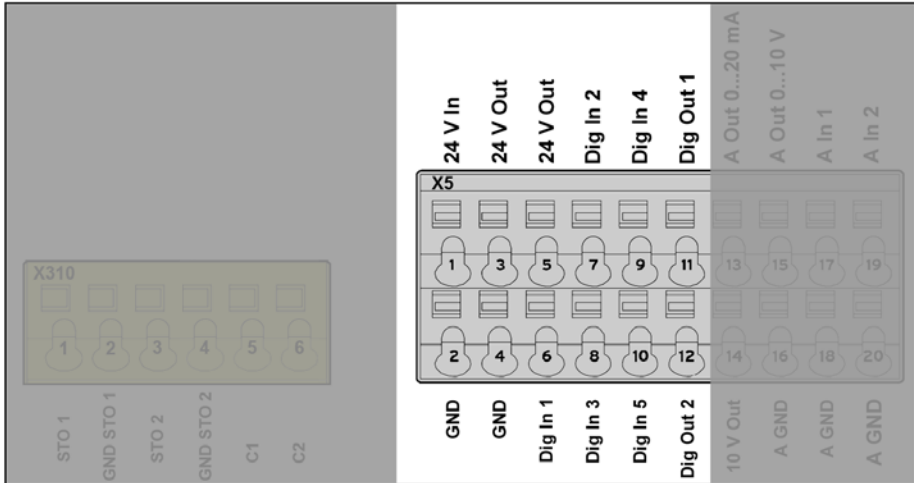 24 V In
24 V Out
24 V Out
Dig In 2
Dig In 4
Dig Out 1
A Out 0...20 mA
A Out 0...10 V
A In 1
A In 2
X5
1 3 5 7 9 11 13 15 17 19
2 4 6 8 10 12 14 16 18 20
GND
GND
Dig In 1
Dig In 3
Dig In 5
Dig Out 2
10 V Out
A GND
A GND
A GND
X310
1 2 3 4 5 6
STO 1
GND STO 1
STO 2
GND STO 2
C1
C2